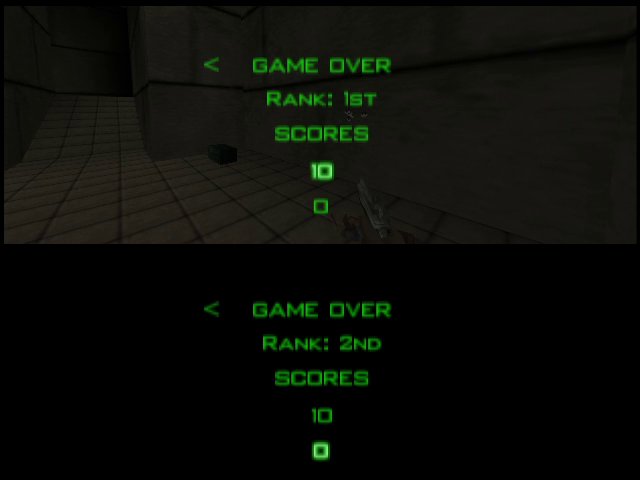 < GAME OVER
RANK: 1ST
SCORES
10
0
< GAME OVER
RANK: 2ND
SCORES
10
0